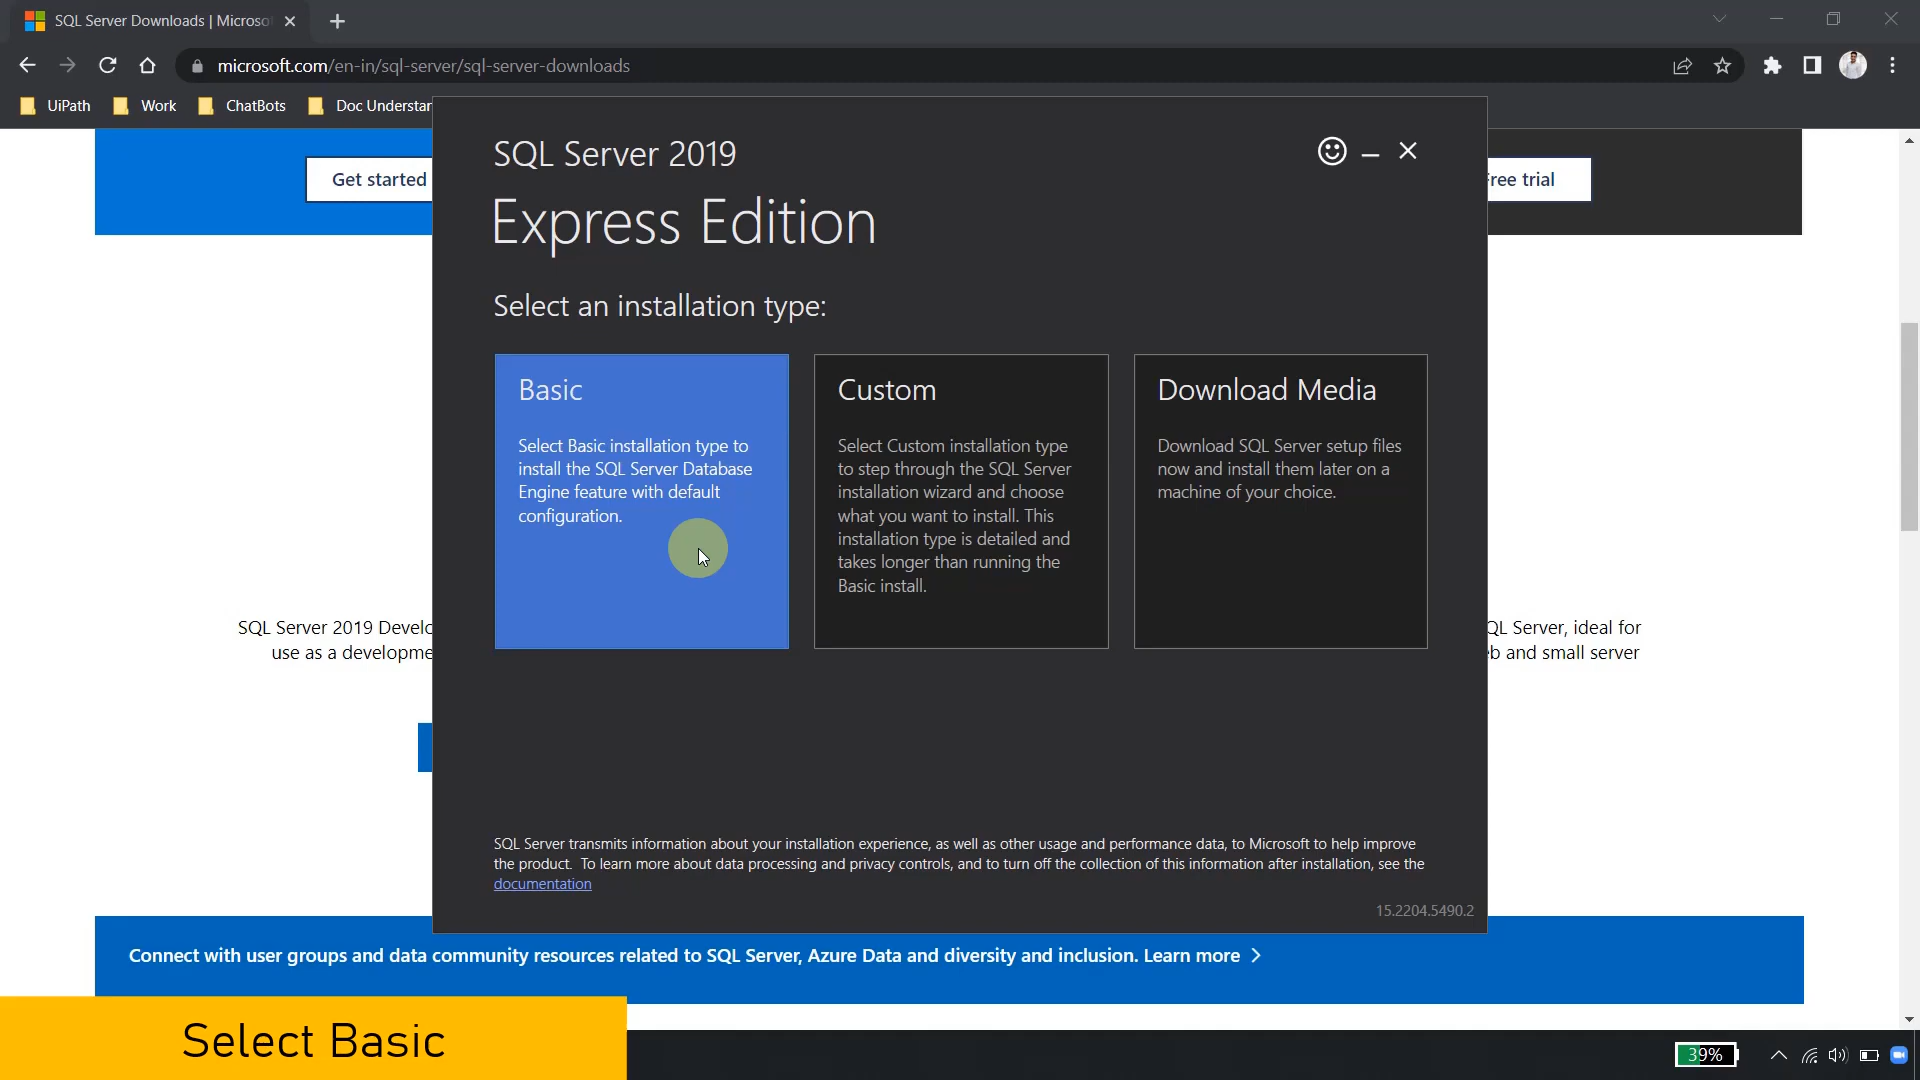 SQL Server Downloads | Microso
microsoft.com/en-in/sql-server/sql-server-downloads
UiPath
Work
ChatBots
Doc Understan
Get started
Free trial
SQL Server 2019
Express Edition
Select an installation type:
Basic
Select Basic installation type to
install the SQL Server Database
Engine feature with default
configuration.
Custom
Select Custom installation type
to step through the SQL Server
installation wizard and choose
what you want to install. This
installation type is detailed and
takes longer than running the
Basic install.
Download Media
Download SQL Server setup files
now and install them later on a
machine of your choice.
SQL Server 2019 Develo
use as a developme
QL Server, ideal for
eb and small server
SQL Server transmits information about your installation experience, as well as other usage and performance data, to Microsoft to help improve
the product. To learn more about data processing and privacy controls, and to turn off the collection of this information after installation, see the
documentation
15.2204.5490.2
Connect with user groups and data community resources related to SQL Server, Azure Data and diversity and inclusion. Learn more
Select Basic
39%